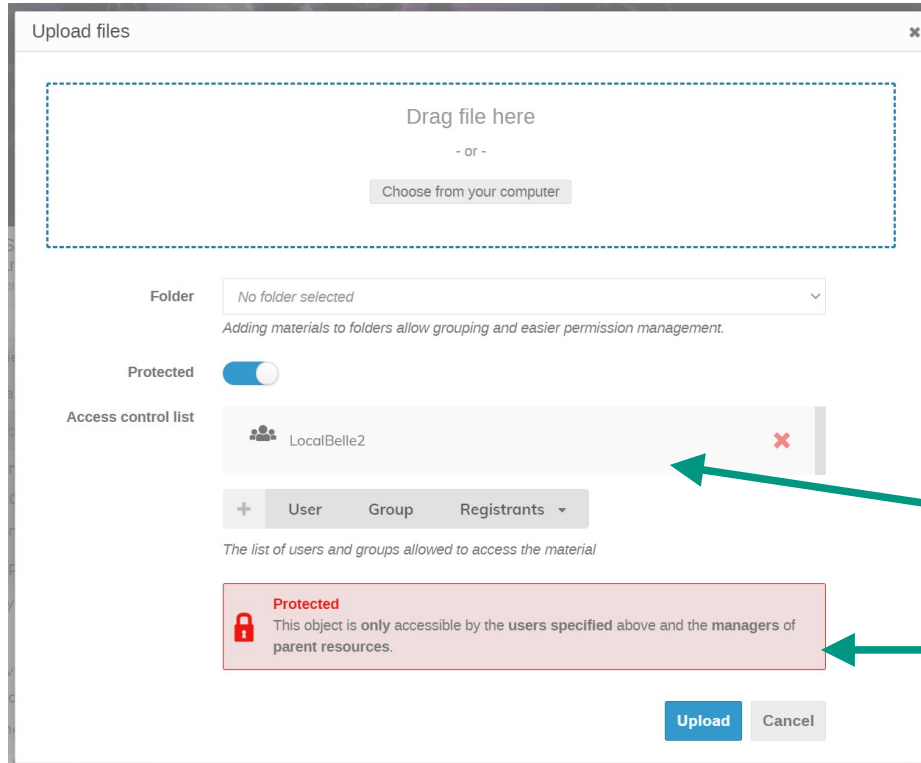 Upload files
Drag file here
- or -
Choose from your computer
Folder
No folder selected
Adding materials to folders allow grouping and easier permission management.
Protected
Access control list
LocalBelle2
User Group Registrants
The list of users and groups allowed to access the material
Protected
This object is only accessible by the users specified above and the managers of
parent resources.
Upload Cancel